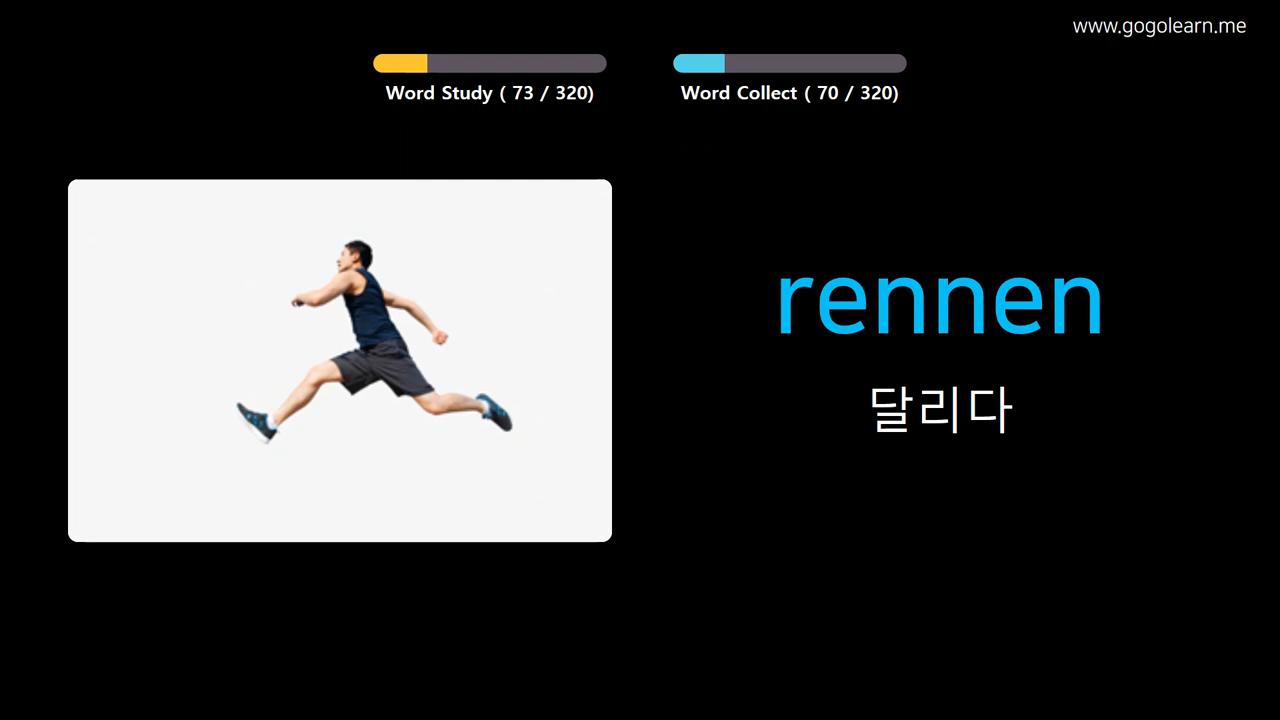 www.gogolearn.me
Word Study ( 73 / 320)
Word Collect ( 70 / 320)
rennen
달리다